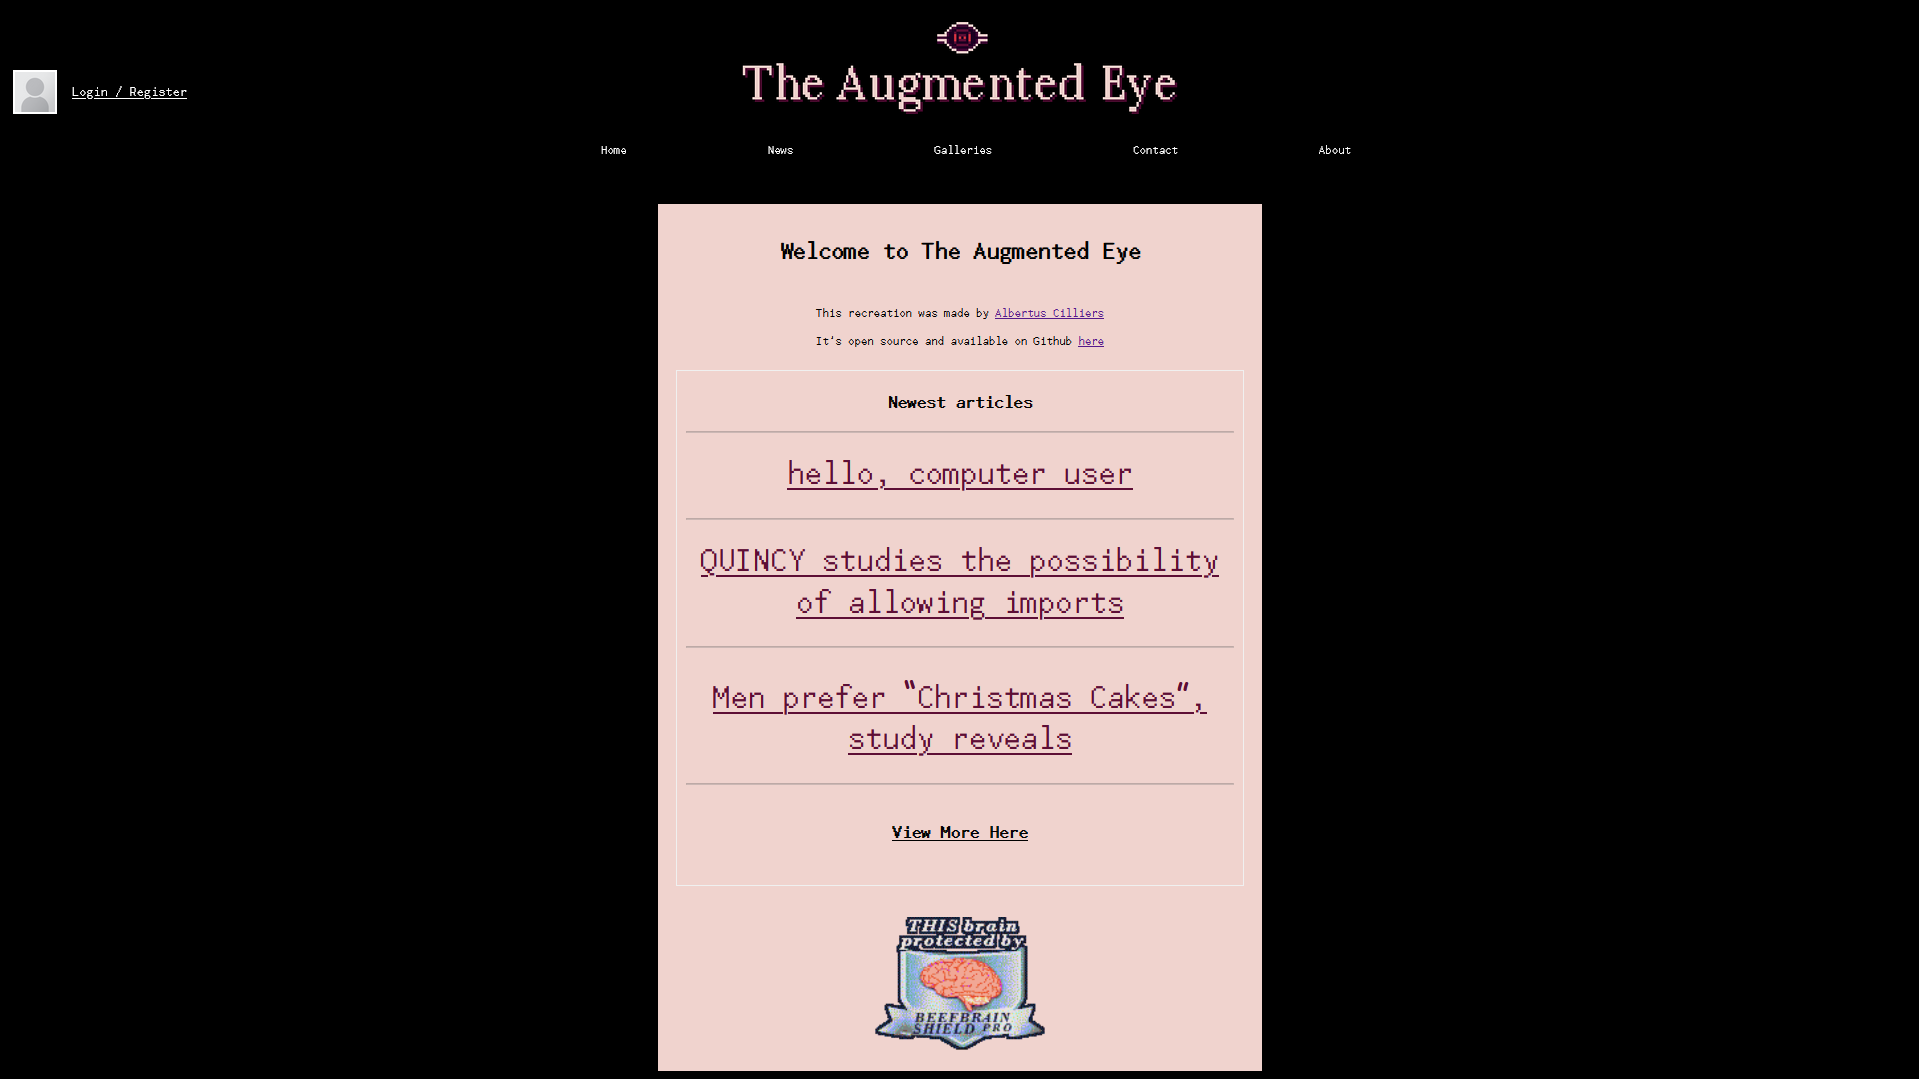 The Augmented Eye
Login / Register
Home News Galleries Contact About
Welcome to The Augmented Eye
This recreation was made by Albertus Cilliers
It's open source and available on Github here
Newest articles
hello, computer user
QUINCY studies the possibility
of allowing imports
Men prefer "Christmas Cakes",
study reveals
View More Here
THIS brain
protected by
BEEFBRAIN
SHIELD PRO